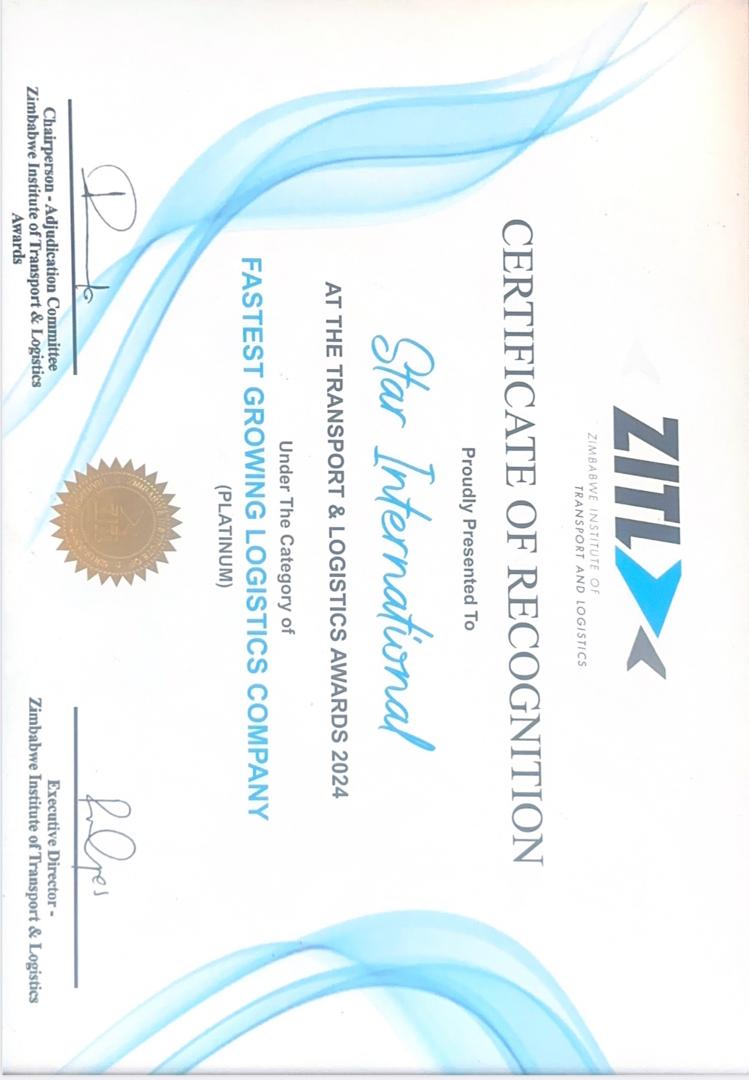 ZITL
ZIMBABWE INSTITUTE OF
TRANSPORT AND LOGISTICS
CERTIFICATE OF RECOGNITION
Proudly Presented To
Star International
AT THE TRANSPORT & LOGISTICS AWARDS 2024
Under The Category of
FASTEST GROWING LOGISTICS COMPANY
(PLATINUM)
Chairperson - Adjudication Committee
Zimbabwe Institute of Transport & Logistics
Awards
Executive Director -
Zimbabwe Institute of Transport & Logistics